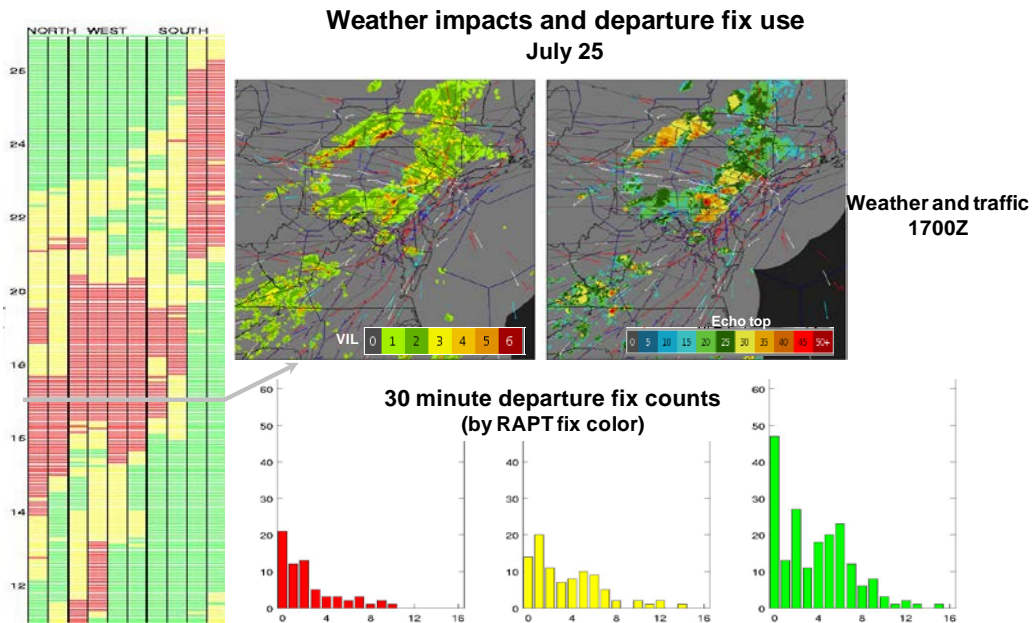 Weather impacts and departure fix use
July 25
NORTH WEST SOUTH
26
24
22
20
18
16
14
12
VIL 0 1 2 3 4 5 6
Echo top
0 5 10 15 20 25 30 35 40 45 50+
Weather and traffic
1700Z
30 minute departure fix counts
(by RAPT fix color)
60
50
40
30
20
10
0
0 4 8 12 16
50
40
30
20
10
0
0 4 8 12 16
60
50
40
30
20
10
0
0 4 8 12 16